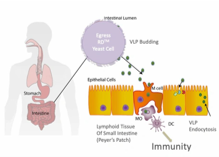 Intestinal Lumen
VLP Budding
Yeast Cell
Epithelial Cells
M cell
Stomach
Intestine
MO
DC
VLP
Endocytosis
Lymphoid Tissue
Of Small Intestine
(Peyer's Patch)
Immunity